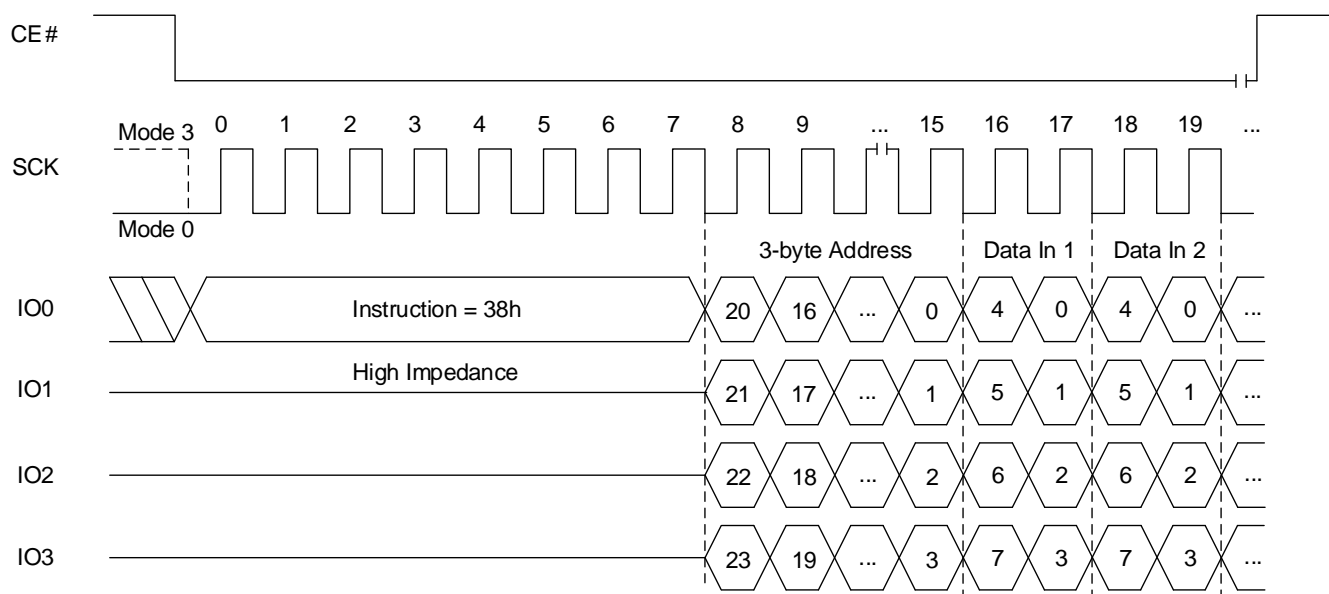 CE#
0 1 2 3 4 5 6 7 8 9 ... 15 16 17 18 19 ...
Mode 3
SCK
Mode 0
3-byte Address Data In 1 Data In 2
IO0 Instruction = 38h 20 16 ... 0 4 0 4 0 ...
High Impedance
IO1 21 17 ... 1 5 1 5 1 ...
IO2 22 18 ... 2 6 2 6 2 ...
IO3 23 19 ... 3 7 3 7 3 ...